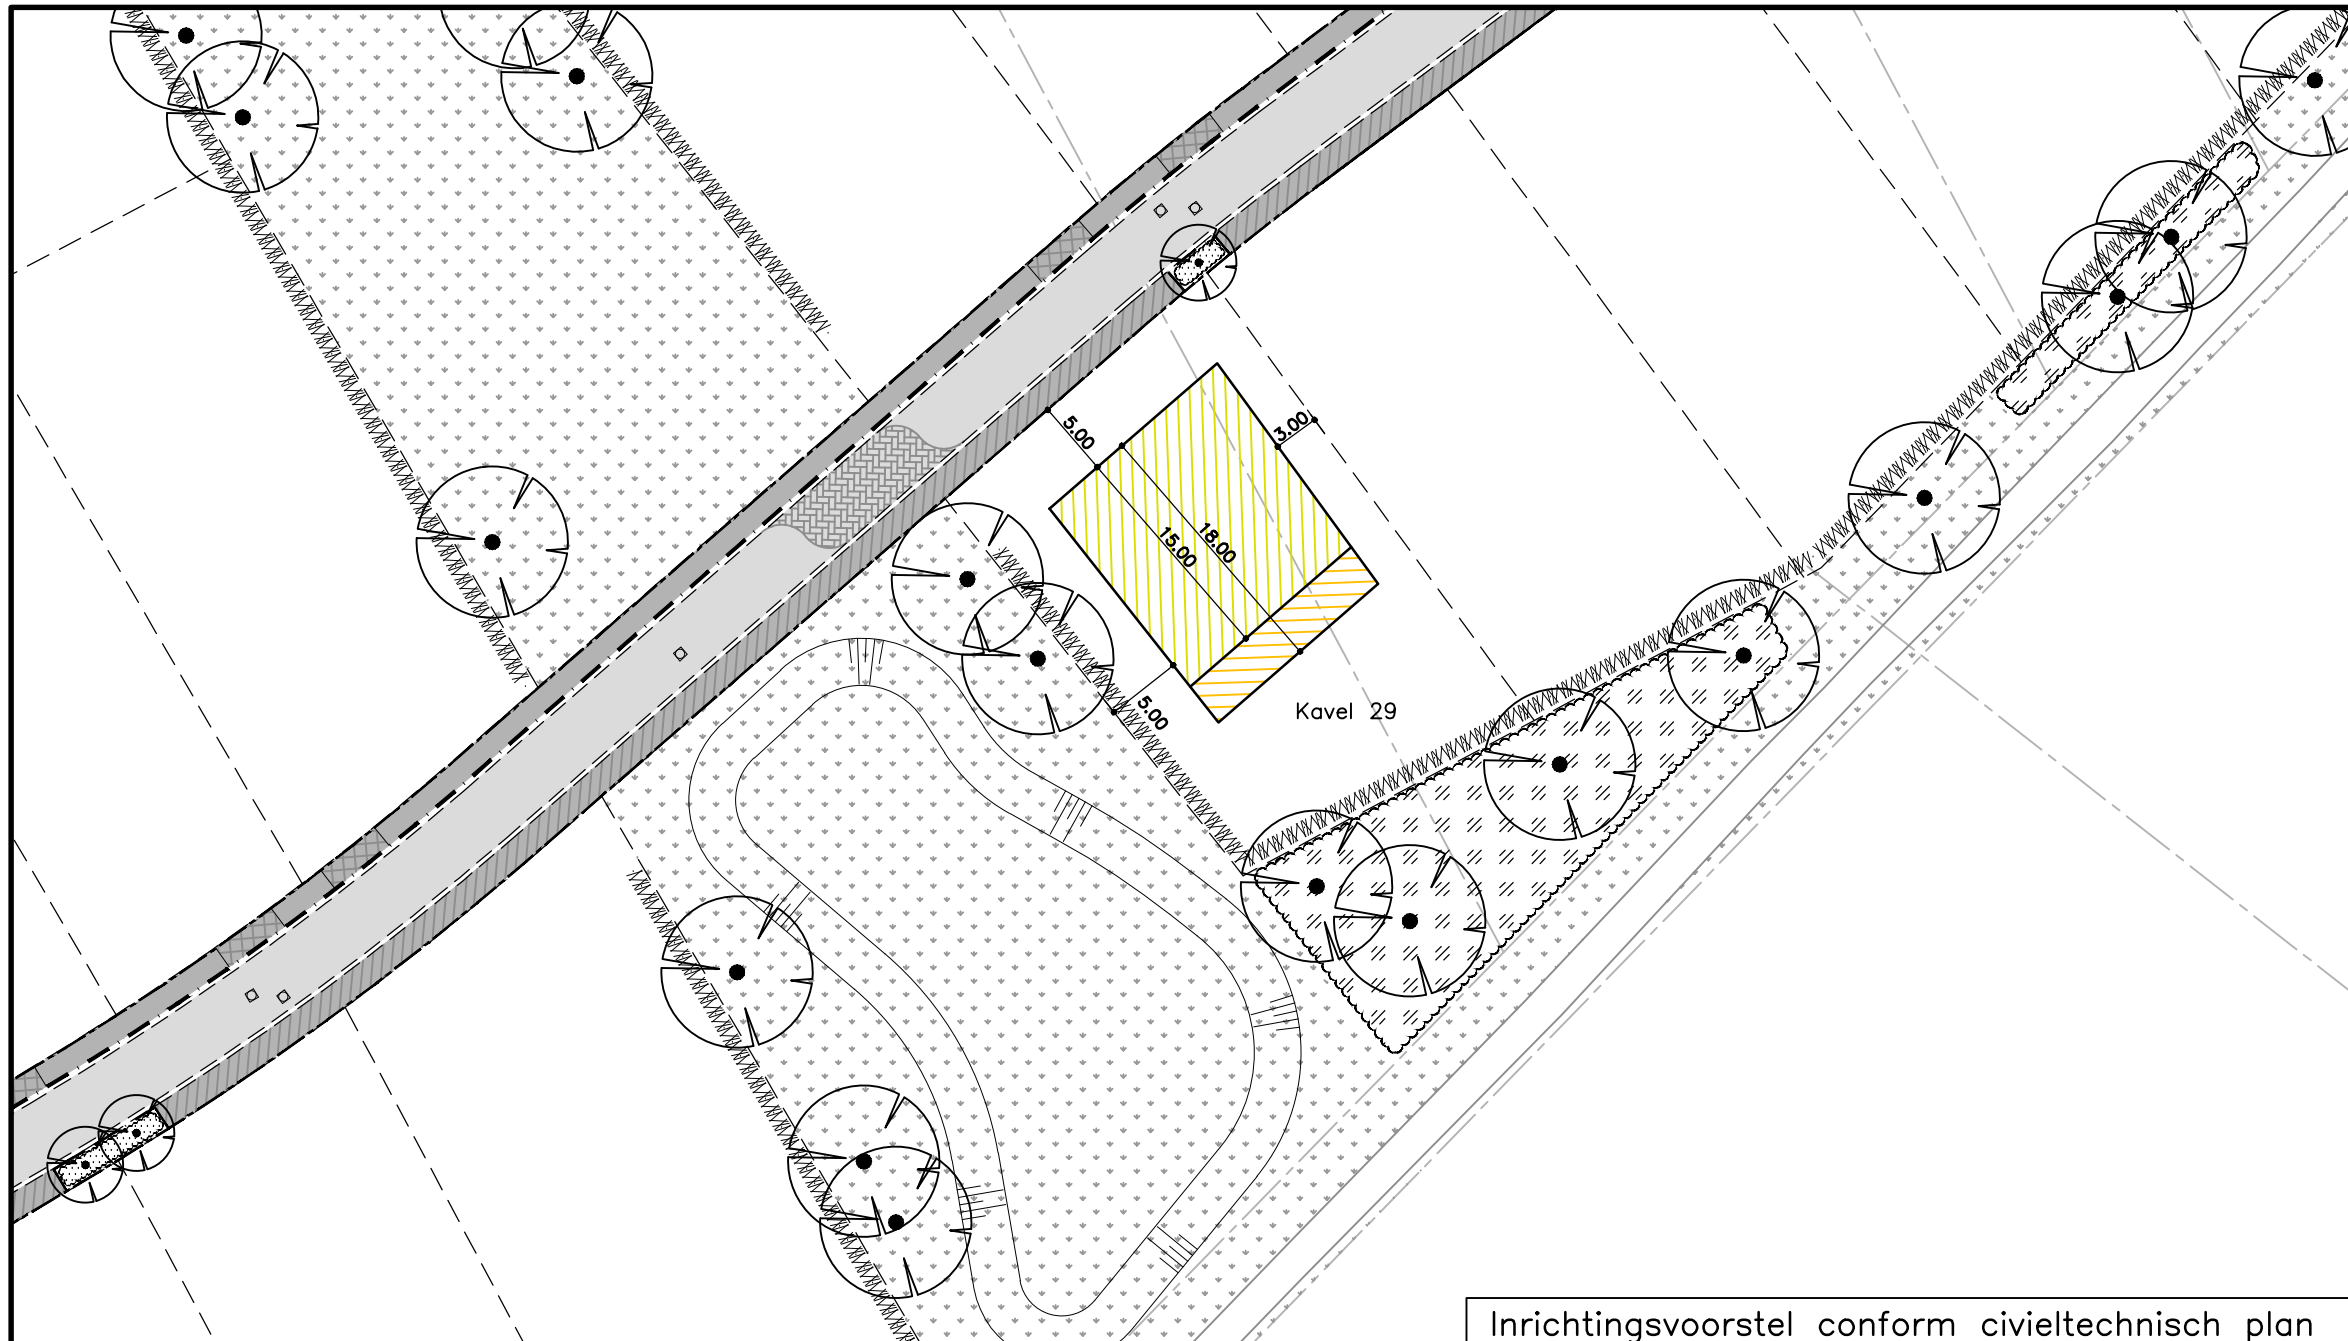 5.00
3.00
15.00
18.00
5.00
Kavel 29
Inrichtingsvoorstel conform civieltechnisch plan